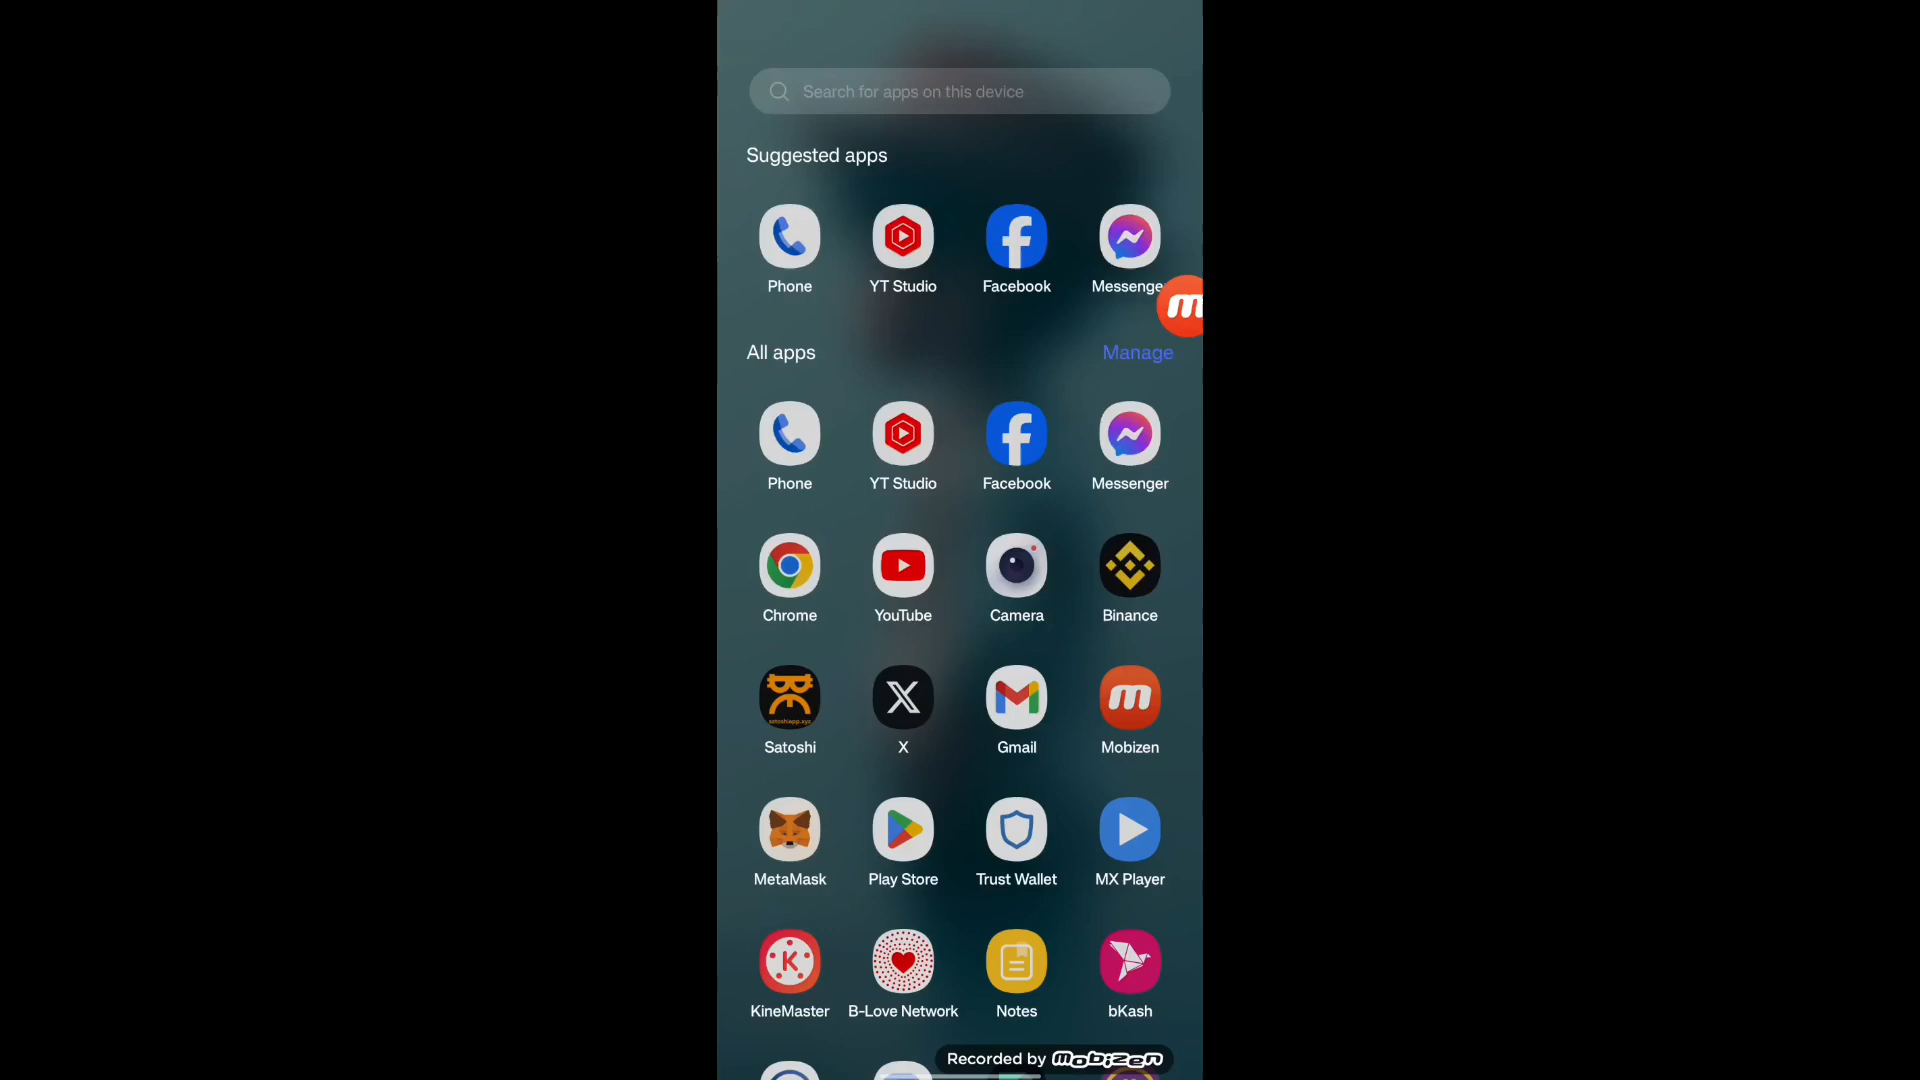 Search for apps on this device
Suggested apps
Phone YT Studio Facebook Messenge
All apps Manage
Phone YT Studio Facebook Messenger
Chrome YouTube Camera Binance
satoshiapp.xyz
Satoshi X Gmail Mobizen
MetaMask Play Store Trust Wallet MX Player
K
KineMaster B-Love Network Notes bKash
Recorded by mobizen